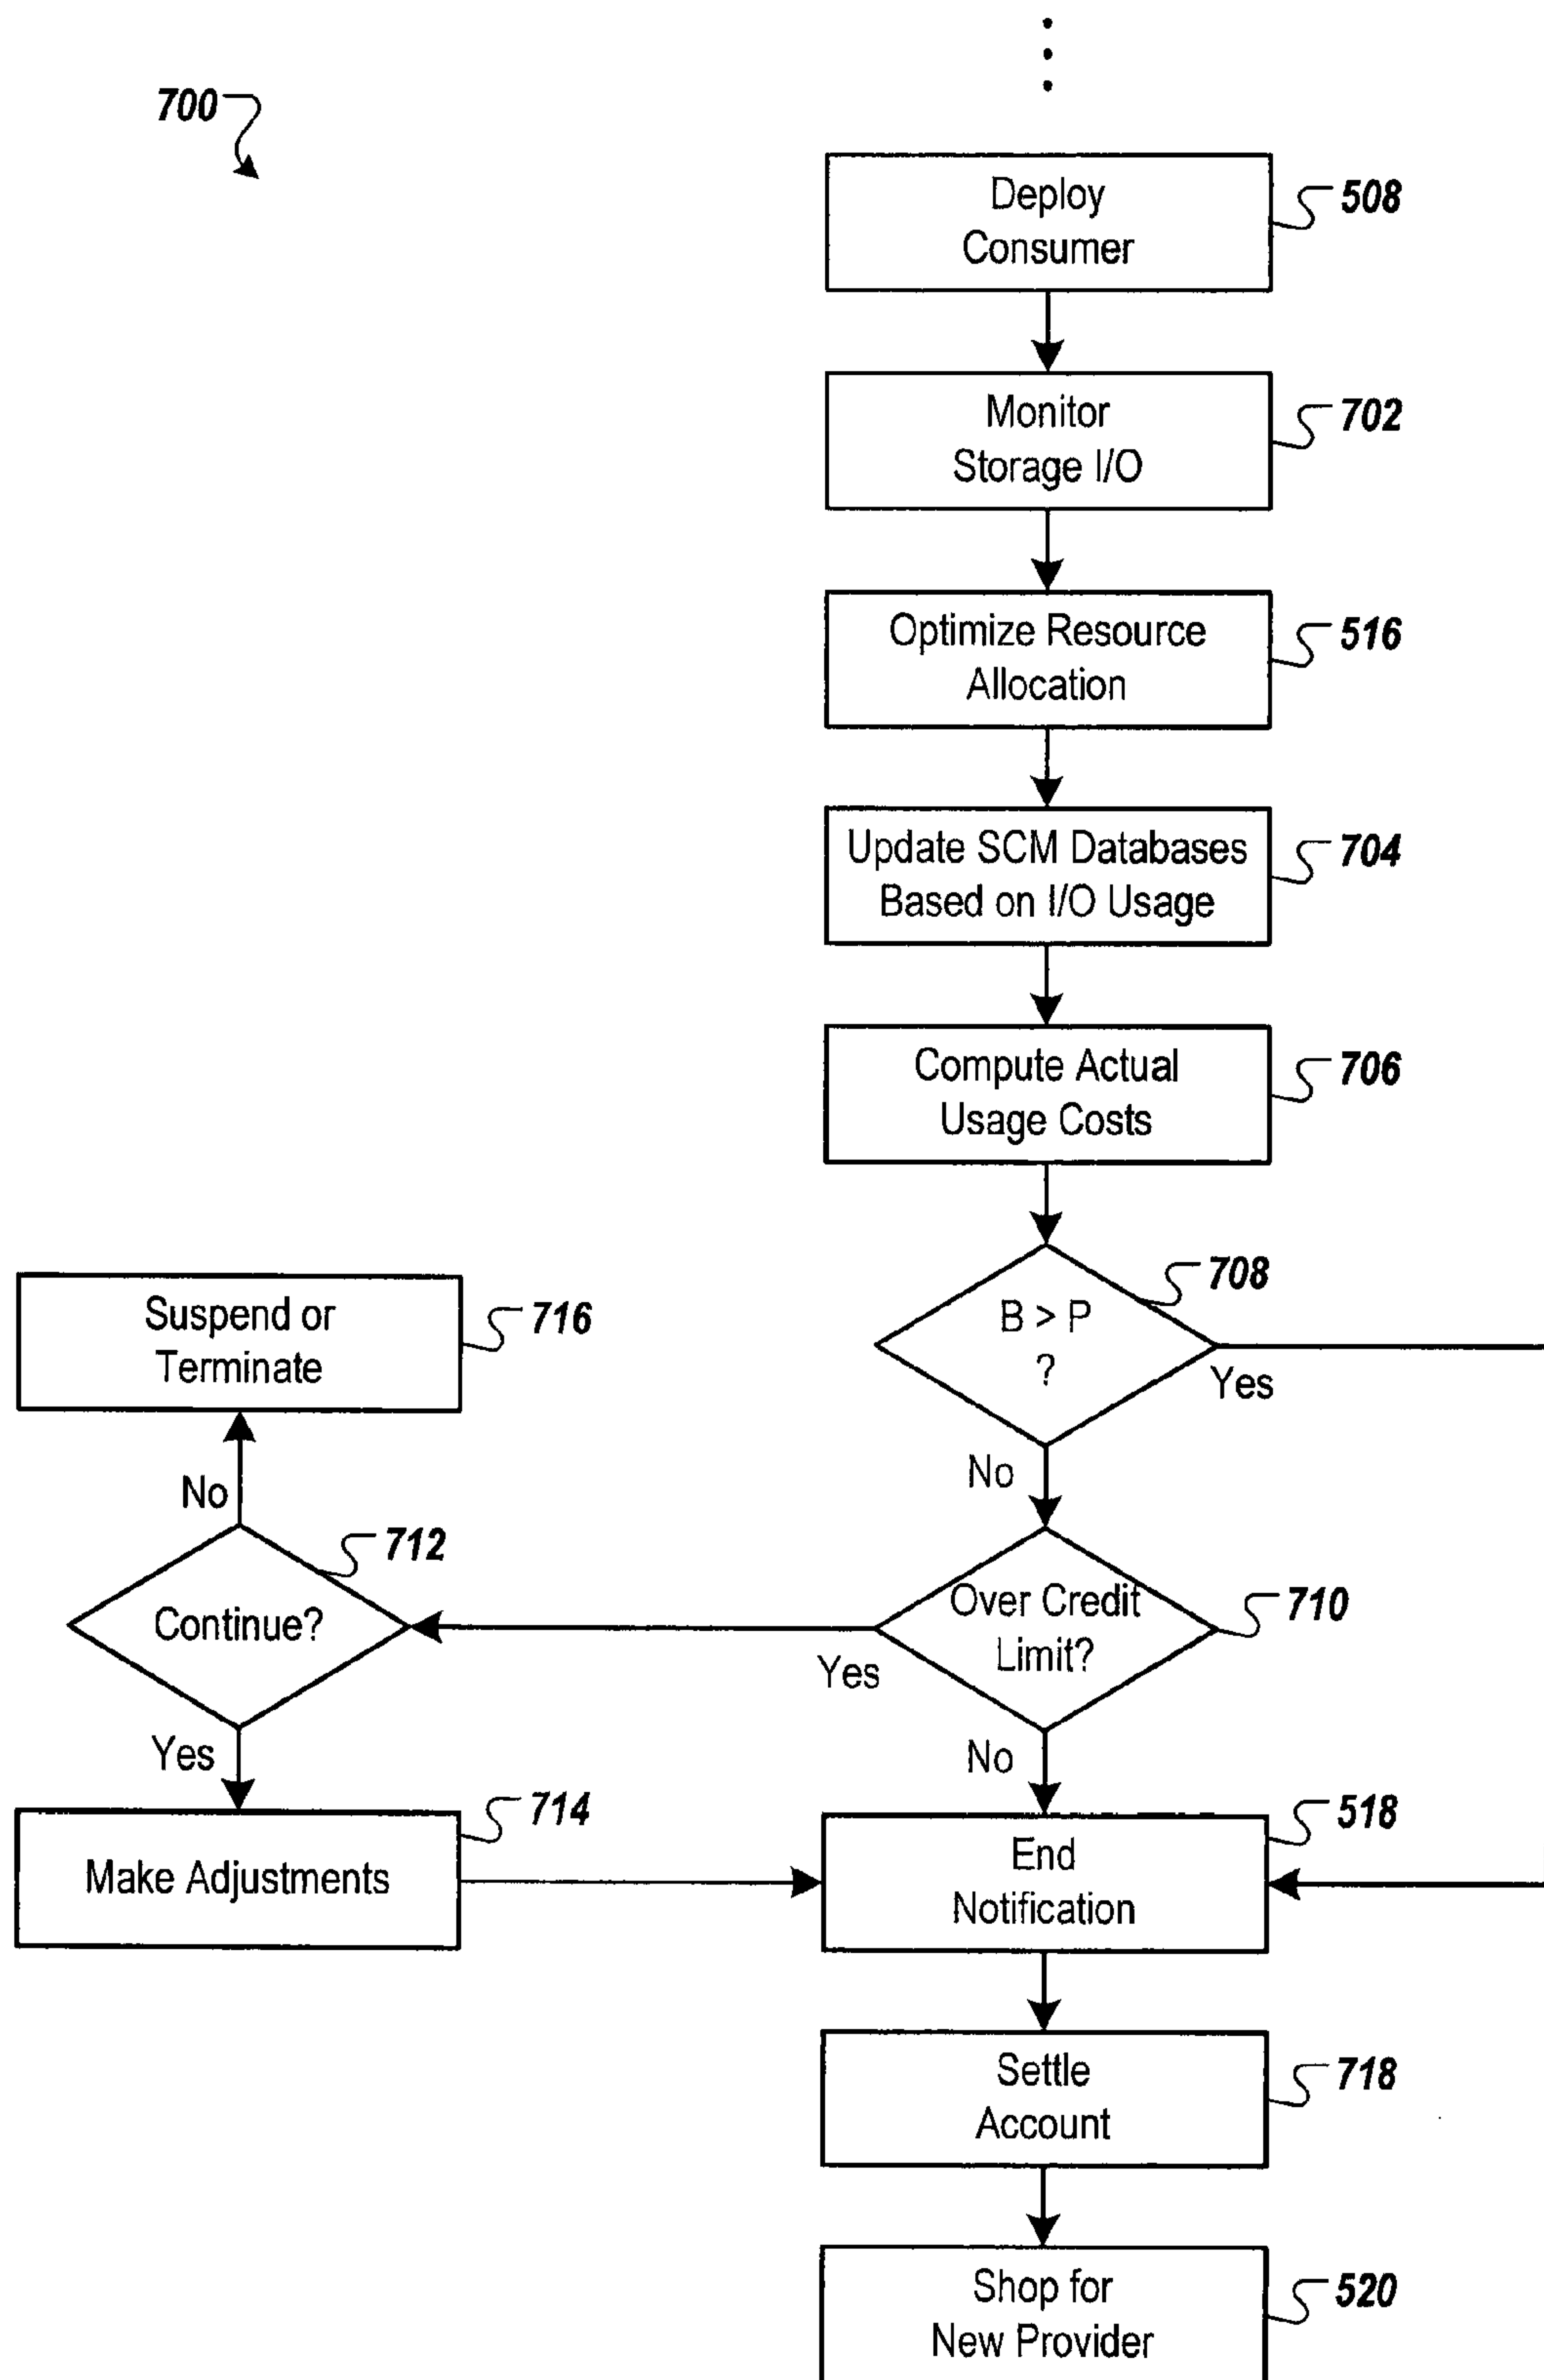 700
Deploy
Consumer
508
Monitor
Storage I/O
702
Optimize Resource
Allocation
516
Update SCM Databases
Based on I/O Usage
704
Compute Actual
Usage Costs
706
B > P
?
708
Yes
No
Suspend or
Terminate
716
No
Continue?
712
Yes
Over Credit
Limit?
710
Yes
No
Make Adjustments
714
End
Notification
518
Settle
Account
718
Shop for
New Provider
520